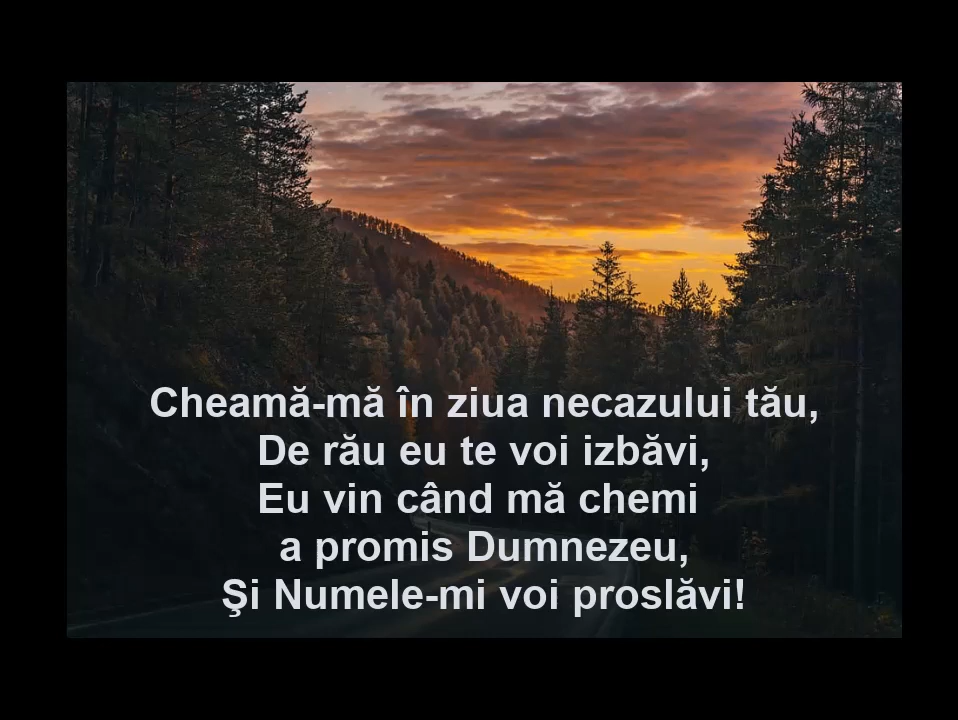 Cheamă-mă în ziua necazului tău,
De rău eu te voi izbăvi,
Eu vin când mă chemi
a promis Dumnezeu,
Şi Numele-mi voi proslăvi!